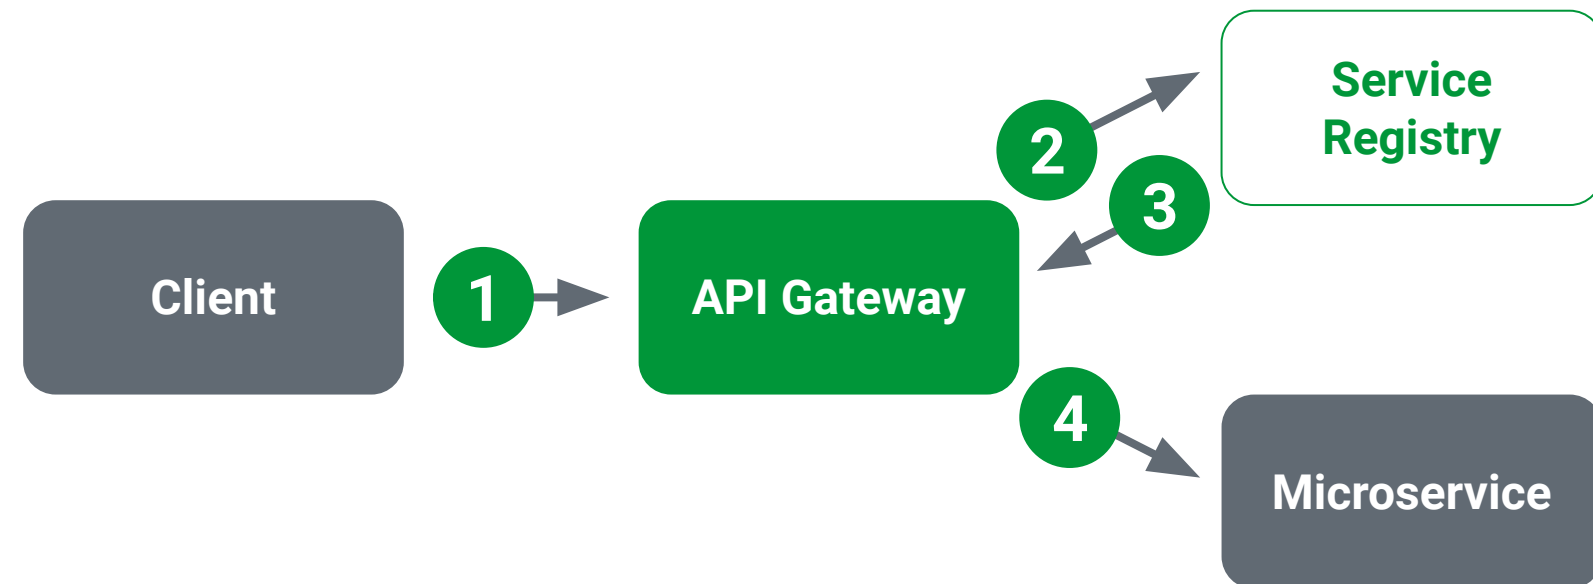 Service
Registry
2
3
Client
1
API Gateway
4
Microservice